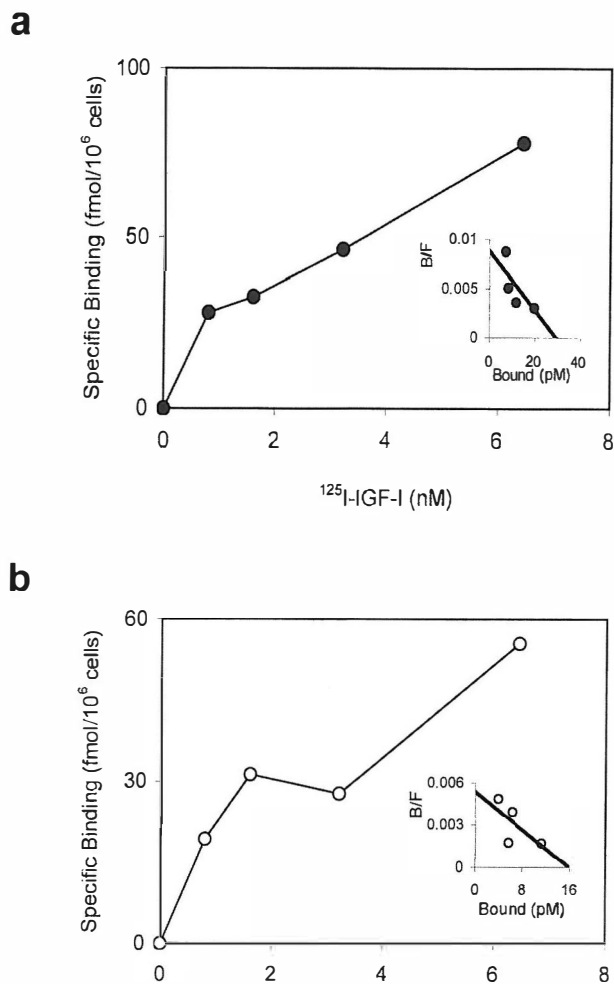 a
Specific Binding (fmol/10⁶ cells)
100
50
0
0 2 4 6 8
¹²⁵I-IGF-I (nM)
B/F
0.01
0.005
0
0 20 40
Bound (pM)
b
Specific Binding (fmol/10⁶ cells)
60
30
0
0 2 4 6 8
B/F
0.006
0.003
0
0 8 16
Bound (pM)